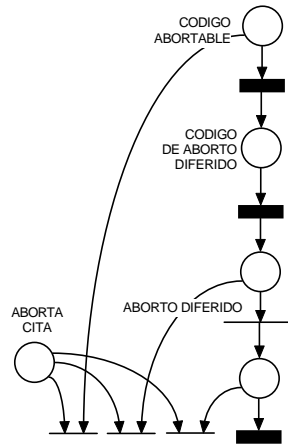 CODIGO
ABORTABLE
CODIGO
DE ABORTO
DIFERIDO
ABORTO DIFERIDO
ABORTA
CITA